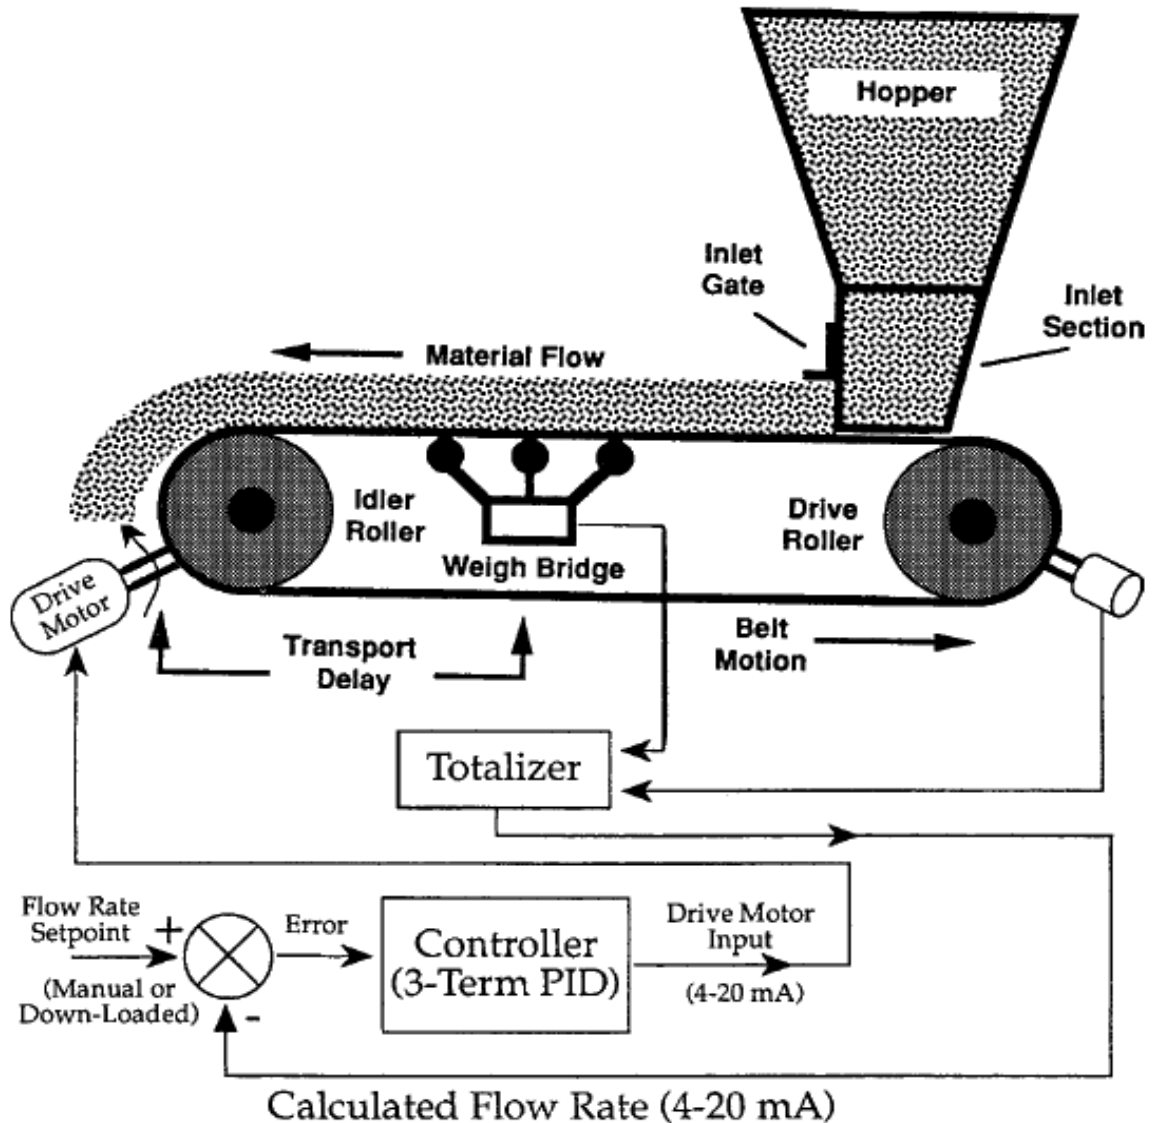 Hopper
Inlet
Gate
Inlet
Section
Material Flow
Idler
Roller
Drive
Roller
Weigh Bridge
Drive
Motor
Transport
Delay
Belt
Motion
Totalizer
Flow Rate
Setpoint
+
(Manual or
Down-Loaded)
-
Error
Controller
(3-Term PID)
Drive Motor
Input
(4-20 mA)
Calculated Flow Rate (4-20 mA)